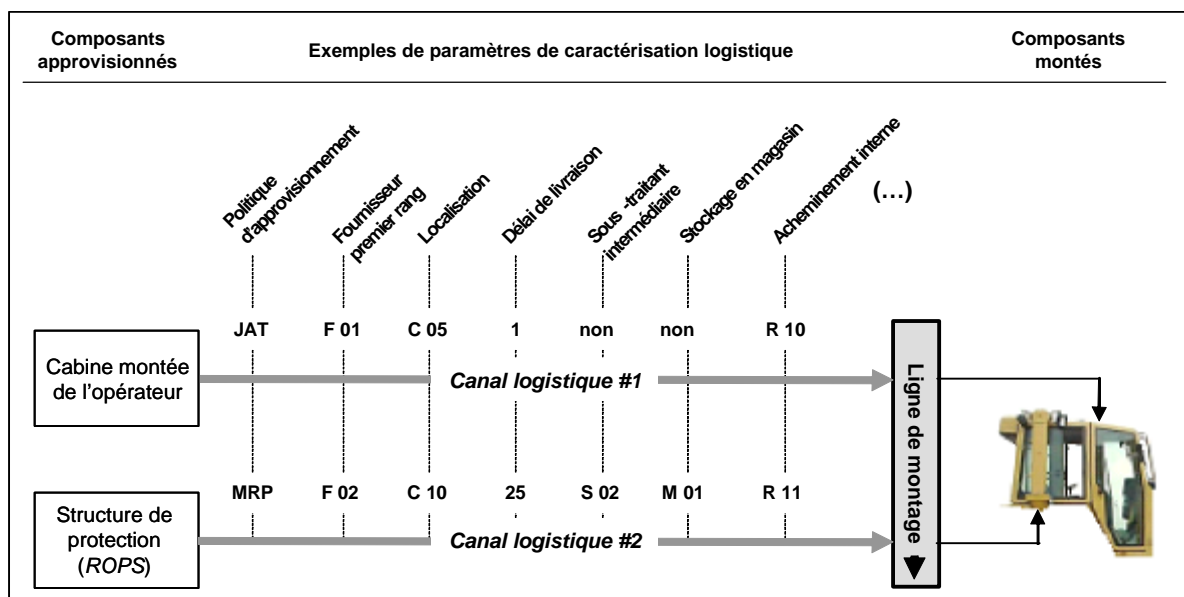 Composants
approvisionnés
Exemples de paramètres de caractérisation logistique
Composants
montés
Politique
d'approvisionnement
Fournisseur
premier rang
Localisation
Délai de livraison
Sous -traitant
intermédiaire
Stockage en magasin
Acheminement interne
(…)
JAT F 01 C 05 1 non non R 10
Cabine montée
de l'opérateur
Canal logistique #1
Ligne de montage
MRP F 02 C 10 25 S 02 M 01 R 11
Structure de
protection
(ROPS)
Canal logistique #2